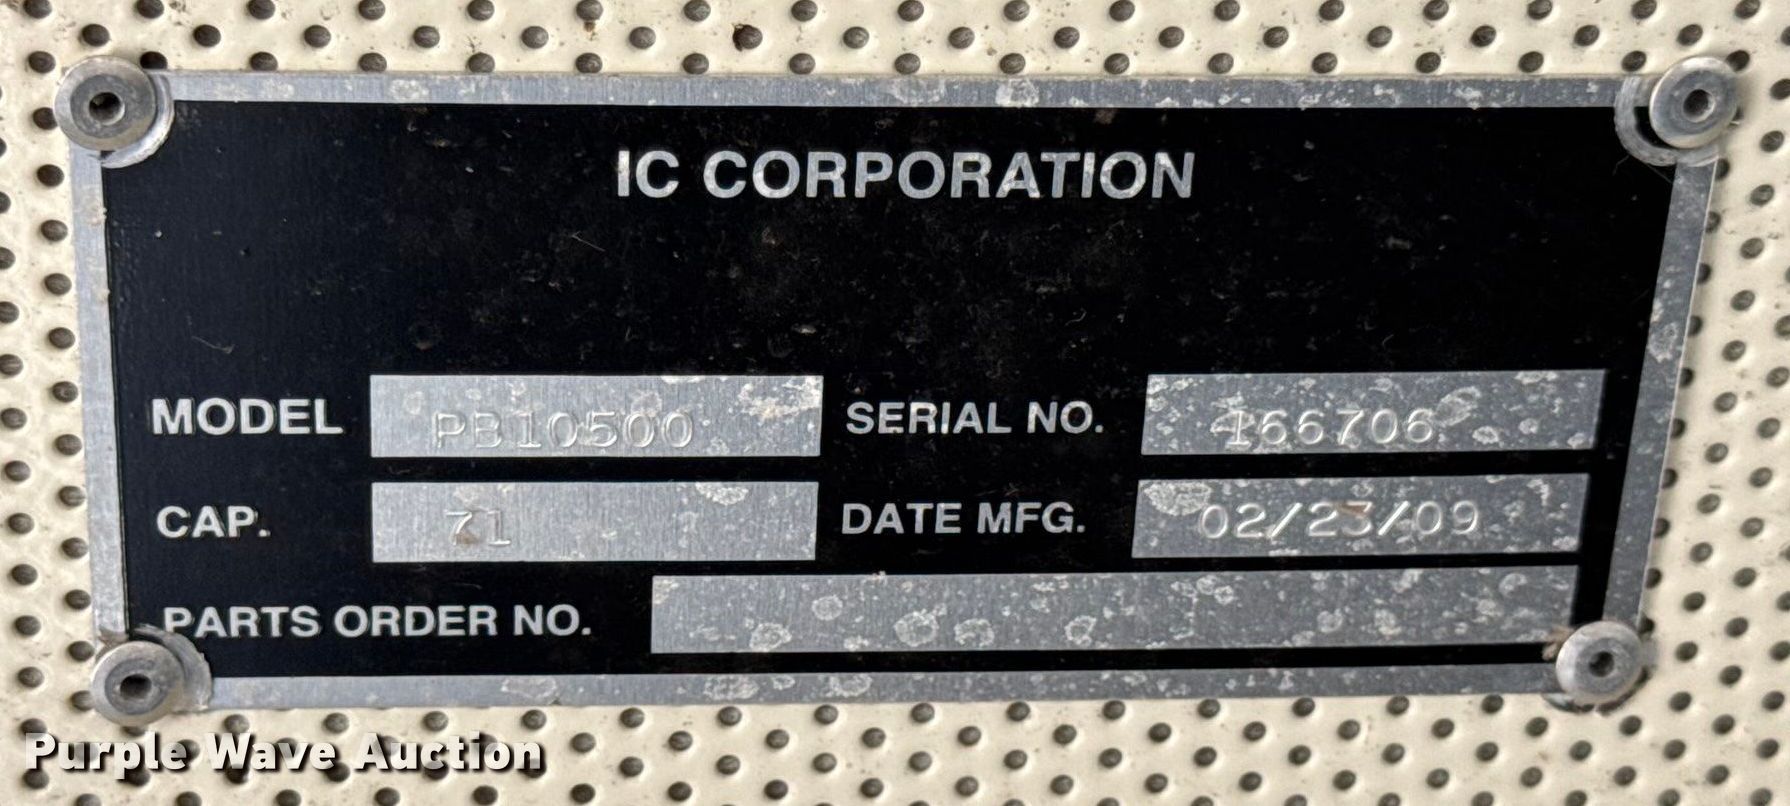 IC CORPORATION
MODEL PB10500 SERIAL NO. 166706
CAP. 71 DATE MFG. 02/23/09
PARTS ORDER NO.
Purple Wave Auction